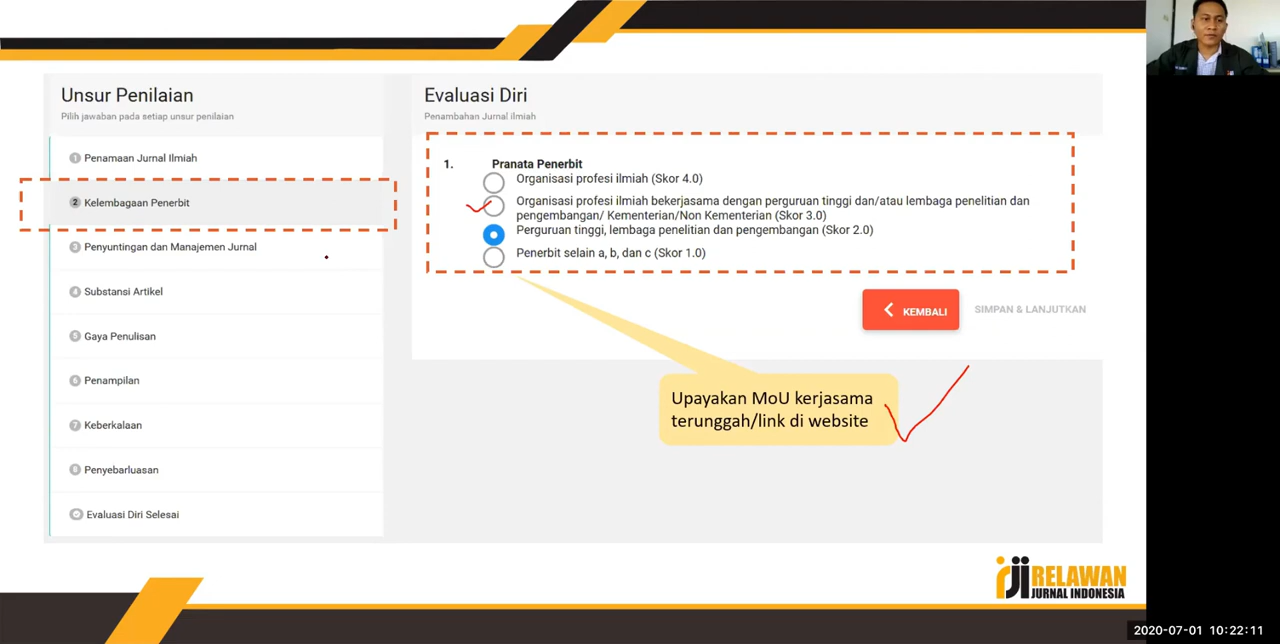 Unsur Penilaian
Pilih jawaban pada setiap unsur penilaian
1 Penamaan Jurnal Ilmiah
2 Kelembagaan Penerbit
3 Penyuntingan dan Manajemen Jurnal
4 Substansi Artikel
5 Gaya Penulisan
6 Penampilan
7 Keberkalaan
8 Penyebarluasan
Evaluasi Diri Selesai
Evaluasi Diri
Penambahan Jurnal ilmiah
1. Pranata Penerbit
Organisasi profesi ilmiah (Skor 4.0)
Organisasi profesi ilmiah bekerjasama dengan perguruan tinggi dan/atau lembaga penelitian dan
pengembangan/ Kementerian/Non Kementerian (Skor 3.0)
Perguruan tinggi, lembaga penelitian dan pengembangan (Skor 2.0)
Penerbit selain a, b, dan c (Skor 1.0)
KEMBALI SIMPAN & LANJUTKAN
Upayakan MoU kerjasama
terunggah/link di website
rji RELAWAN
JURNAL INDONESIA
2020-07-01 10:22:11